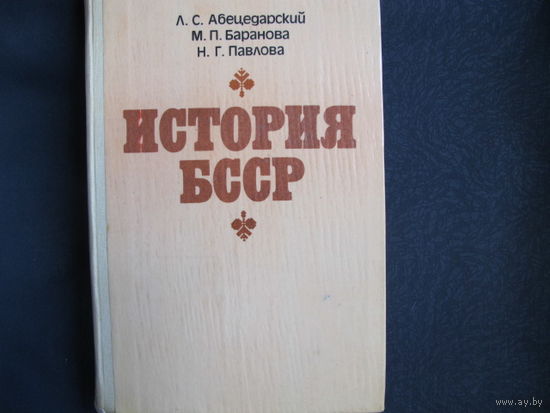 Л. С. Абецедарский
М. П. Баранова
Н. Г. Павлова
ИСТОРИЯ
БССР
www.ay.by